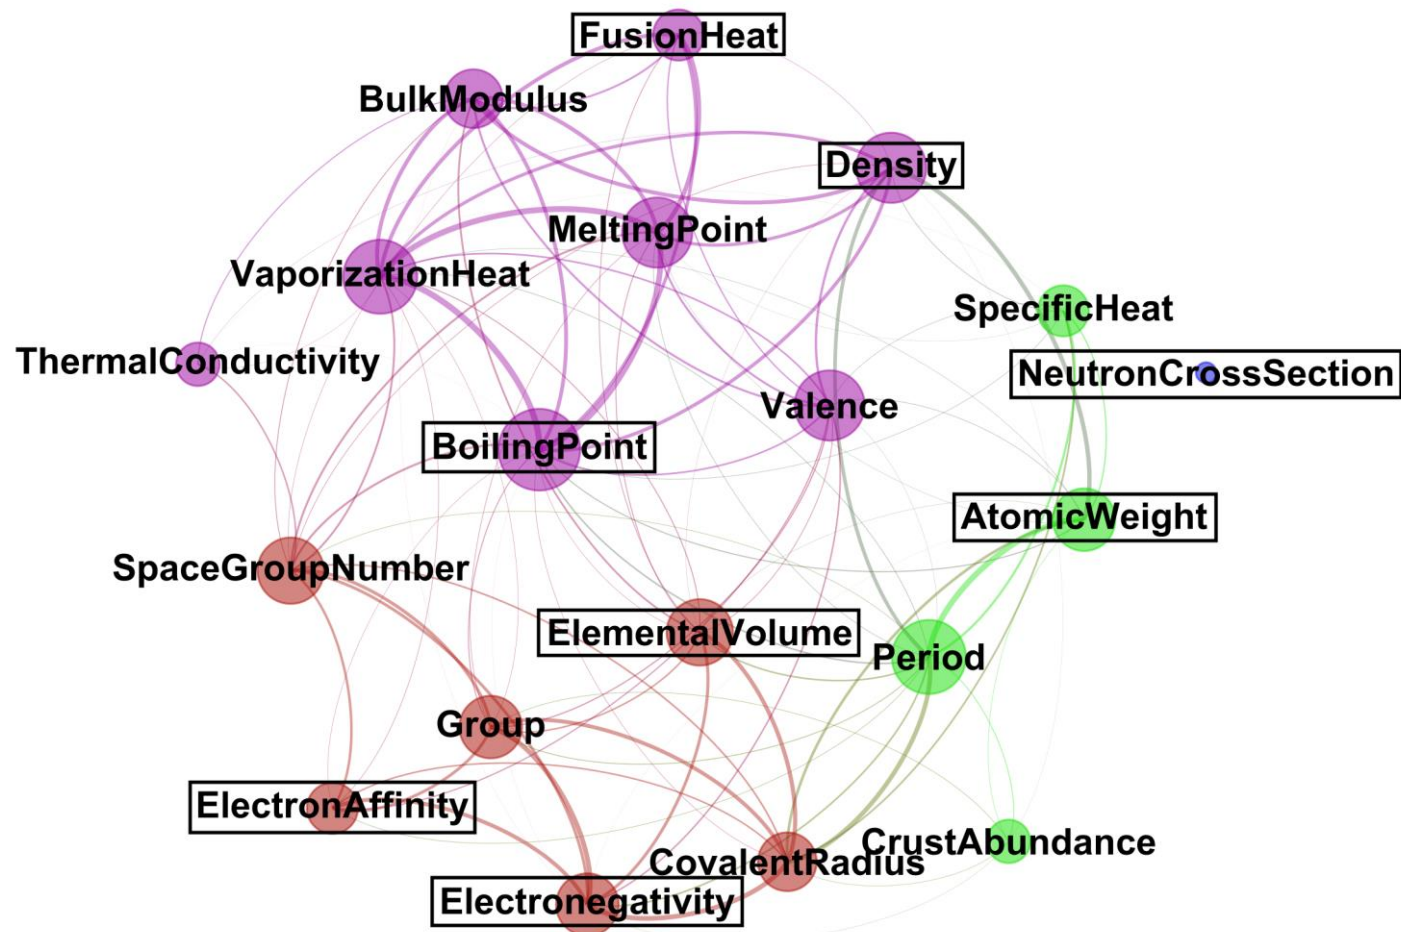 FusionHeat
BulkModulus
Density
MeltingPoint
VaporizationHeat
SpecificHeat
ThermalConductivity
NeutronCrossSection
Valence
BoilingPoint
AtomicWeight
SpaceGroupNumber
ElementalVolume
Period
Group
ElectronAffinity
CrustAbundance
CovalentRadius
Electronegativity